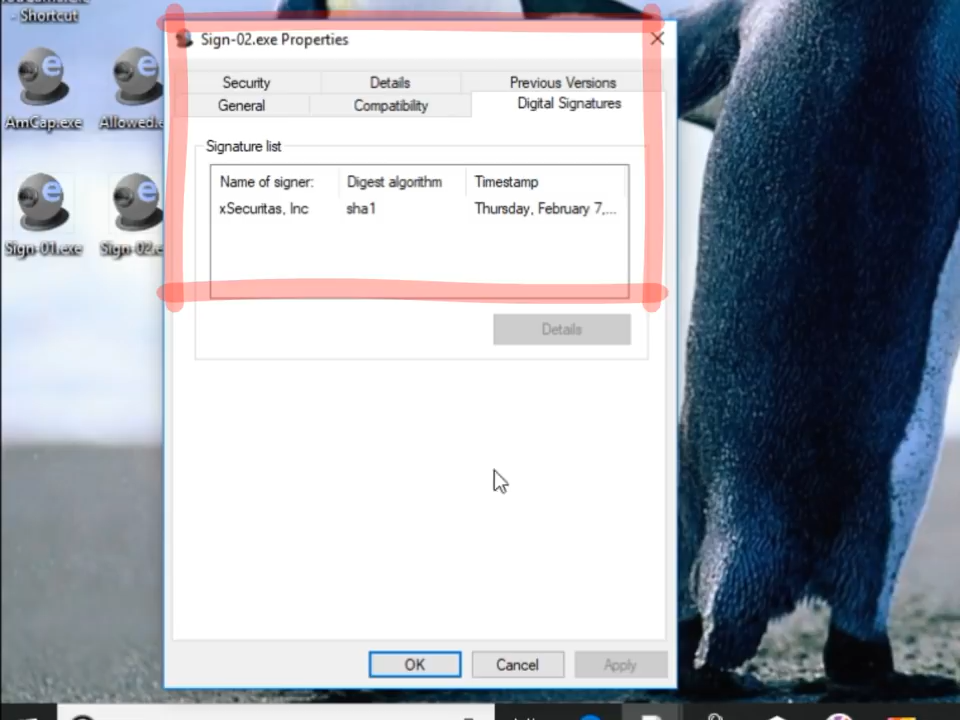 - Shortcut
AmCap.exe
Allowed.e
Sign-01.exe
Sign-02.e
Sign-02.exe Properties
Security
Details
Previous Versions
General
Compatibility
Digital Signatures
Signature list
Name of signer:
Digest algorithm
Timestamp
xSecuritas, Inc
sha1
Thursday, February 7,...
Details
OK
Cancel
Apply